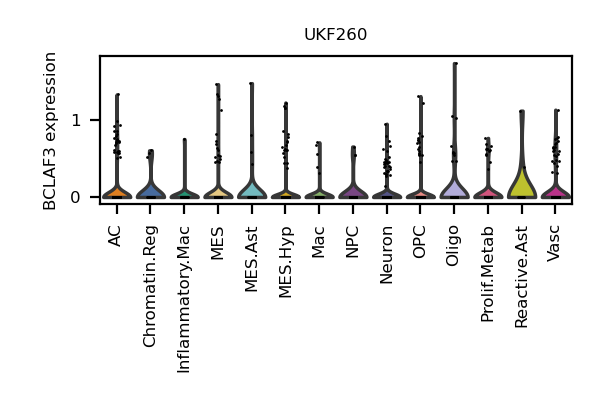 UKF260
BCLAF3 expression
1
0
AC
Chromatin.Reg
Inflammatory.Mac
MES
MES.Ast
MES.Hyp
Mac
NPC
Neuron
OPC
Oligo
Prolif.Metab
Reactive.Ast
Vasc